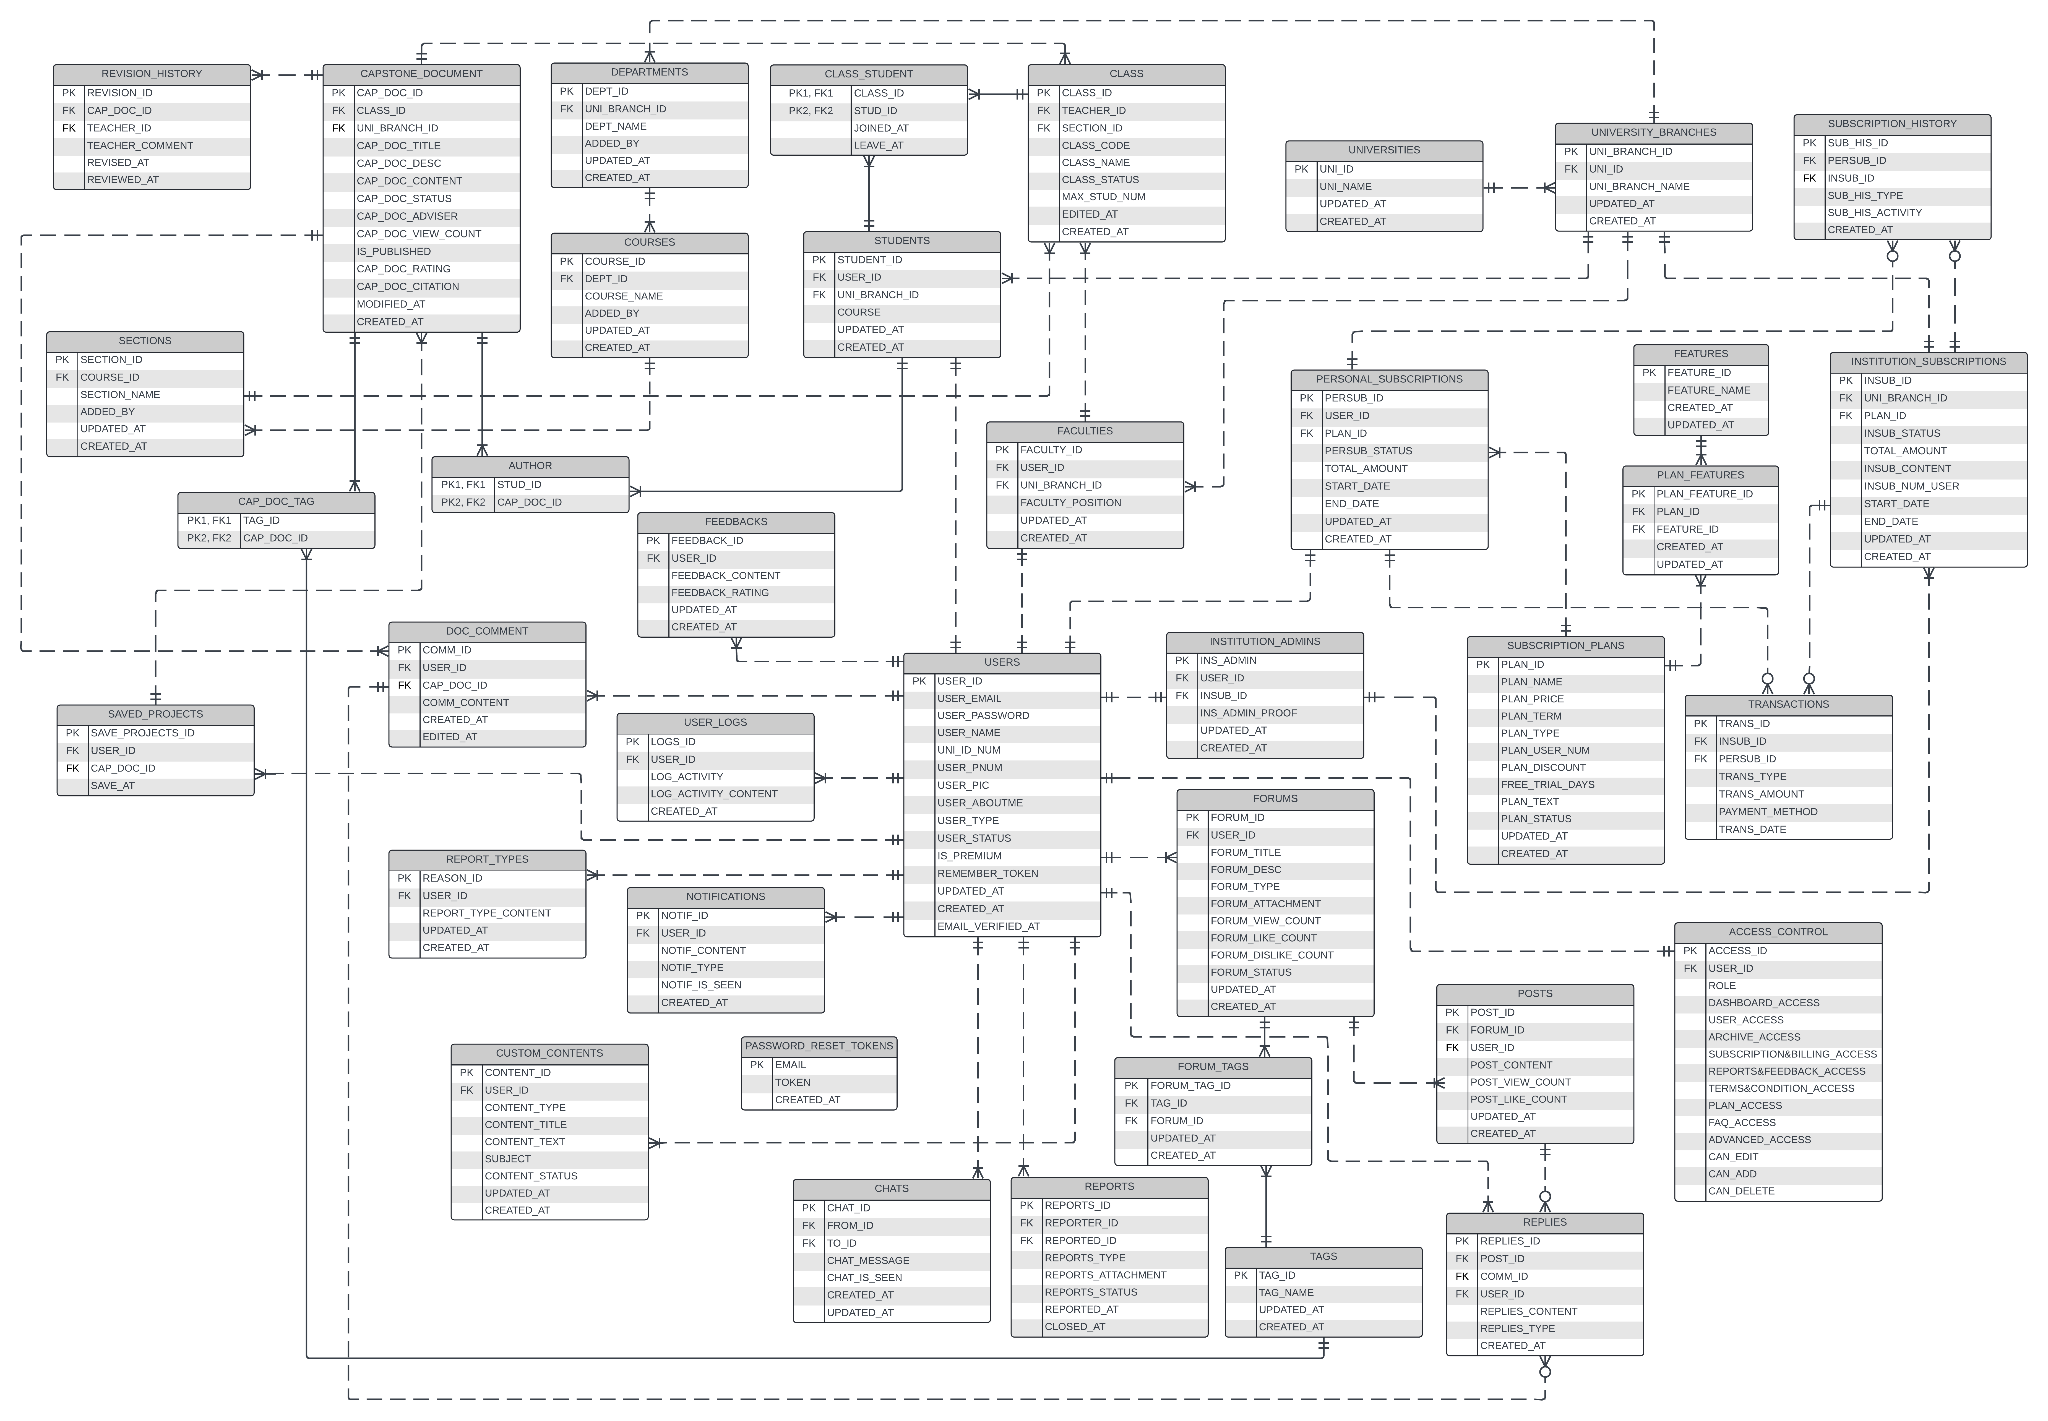 REVISION_HISTORY
PK REVISION_ID
FK CAP_DOC_ID
FK TEACHER_ID
TEACHER_COMMENT
REVISED_AT
REVIEWED_AT
CAPSTONE_DOCUMENT
PK CAP_DOC_ID
FK CLASS_ID
FK UNI_BRANCH_ID
CAP_DOC_TITLE
CAP_DOC_DESC
CAP_DOC_CONTENT
CAP_DOC_STATUS
CAP_DOC_ADVISER
CAP_DOC_VIEW_COUNT
IS_PUBLISHED
CAP_DOC_RATING
CAP_DOC_CITATION
MODIFIED_AT
CREATED_AT
DEPARTMENTS
PK DEPT_ID
FK UNI_BRANCH_ID
DEPT_NAME
ADDED_BY
UPDATED_AT
CREATED_AT
CLASS_STUDENT
PK1, FK1 CLASS_ID
PK2, FK2 STUD_ID
JOINED_AT
LEAVE_AT
CLASS
PK CLASS_ID
FK TEACHER_ID
FK SECTION_ID
CLASS_CODE
CLASS_NAME
CLASS_STATUS
MAX_STUD_NUM
EDITED_AT
CREATED_AT
UNIVERSITIES
PK UNI_ID
UNI_NAME
UPDATED_AT
CREATED_AT
UNIVERSITY_BRANCHES
PK UNI_BRANCH_ID
FK UNI_ID
UNI_BRANCH_NAME
UPDATED_AT
CREATED_AT
SUBSCRIPTION_HISTORY
PK SUB_HIS_ID
FK PERSUB_ID
FK INSUB_ID
SUB_HIS_TYPE
SUB_HIS_ACTIVITY
CREATED_AT
COURSES
PK COURSE_ID
FK DEPT_ID
COURSE_NAME
ADDED_BY
UPDATED_AT
CREATED_AT
STUDENTS
PK STUDENT_ID
FK USER_ID
FK UNI_BRANCH_ID
COURSE
UPDATED_AT
CREATED_AT
SECTIONS
PK SECTION_ID
FK COURSE_ID
SECTION_NAME
ADDED_BY
UPDATED_AT
CREATED_AT
AUTHOR
PK1, FK1 STUD_ID
PK2, FK2 CAP_DOC_ID
CAP_DOC_TAG
PK1, FK1 TAG_ID
PK2, FK2 CAP_DOC_ID
FACULTIES
PK FACULTY_ID
FK USER_ID
FK UNI_BRANCH_ID
FACULTY_POSITION
UPDATED_AT
CREATED_AT
PERSONAL_SUBSCRIPTIONS
PK PERSUB_ID
FK USER_ID
FK PLAN_ID
PERSUB_STATUS
TOTAL_AMOUNT
START_DATE
END_DATE
UPDATED_AT
CREATED_AT
FEATURES
PK FEATURE_ID
FEATURE_NAME
CREATED_AT
UPDATED_AT
INSTITUTION_SUBSCRIPTIONS
PK INSUB_ID
FK UNI_BRANCH_ID
FK PLAN_ID
INSUB_STATUS
TOTAL_AMOUNT
INSUB_CONTENT
INSUB_NUM_USER
START_DATE
END_DATE
UPDATED_AT
CREATED_AT
PLAN_FEATURES
PK PLAN_FEATURE_ID
FK PLAN_ID
FK FEATURE_ID
CREATED_AT
UPDATED_AT
FEEDBACKS
PK FEEDBACK_ID
FK USER_ID
FEEDBACK_CONTENT
FEEDBACK_RATING
UPDATED_AT
CREATED_AT
DOC_COMMENT
PK COMM_ID
FK USER_ID
FK CAP_DOC_ID
COMM_CONTENT
CREATED_AT
EDITED_AT
SAVED_PROJECTS
PK SAVE_PROJECTS_ID
FK USER_ID
FK CAP_DOC_ID
SAVE_AT
USER_LOGS
PK LOGS_ID
FK USER_ID
LOG_ACTIVITY
LOG_ACTIVITY_CONTENT
CREATED_AT
USERS
PK USER_ID
USER_EMAIL
USER_PASSWORD
USER_NAME
UNI_ID_NUM
USER_PNUM
USER_PIC
USER_ABOUTME
USER_TYPE
USER_STATUS
IS_PREMIUM
REMEMBER_TOKEN
UPDATED_AT
CREATED_AT
EMAIL_VERIFIED_AT
INSTITUTION_ADMINS
PK INS_ADMIN
FK USER_ID
FK INSUB_ID
INS_ADMIN_PROOF
UPDATED_AT
CREATED_AT
SUBSCRIPTION_PLANS
PK PLAN_ID
PLAN_NAME
PLAN_PRICE
PLAN_TERM
PLAN_TYPE
PLAN_USER_NUM
PLAN_DISCOUNT
FREE_TRIAL_DAYS
PLAN_TEXT
PLAN_STATUS
UPDATED_AT
CREATED_AT
TRANSACTIONS
PK TRANS_ID
FK INSUB_ID
FK PERSUB_ID
TRANS_TYPE
TRANS_AMOUNT
PAYMENT_METHOD
TRANS_DATE
REPORT_TYPES
PK REASON_ID
FK USER_ID
REPORT_TYPE_CONTENT
UPDATED_AT
CREATED_AT
NOTIFICATIONS
PK NOTIF_ID
FK USER_ID
NOTIF_CONTENT
NOTIF_TYPE
NOTIF_IS_SEEN
CREATED_AT
FORUMS
PK FORUM_ID
FK USER_ID
FORUM_TITLE
FORUM_DESC
FORUM_TYPE
FORUM_ATTACHMENT
FORUM_VIEW_COUNT
FORUM_LIKE_COUNT
FORUM_DISLIKE_COUNT
FORUM_STATUS
UPDATED_AT
CREATED_AT
ACCESS_CONTROL
PK ACCESS_ID
FK USER_ID
ROLE
DASHBOARD_ACCESS
USER_ACCESS
ARCHIVE_ACCESS
SUBSCRIPTION&BILLING_ACCESS
REPORTS&FEEDBACK_ACCESS
TERMS&CONDITION_ACCESS
PLAN_ACCESS
FAQ_ACCESS
ADVANCED_ACCESS
CAN_EDIT
CAN_ADD
CAN_DELETE
POSTS
PK POST_ID
FK FORUM_ID
FK USER_ID
POST_CONTENT
POST_VIEW_COUNT
POST_LIKE_COUNT
UPDATED_AT
CREATED_AT
CUSTOM_CONTENTS
PK CONTENT_ID
FK USER_ID
CONTENT_TYPE
CONTENT_TITLE
CONTENT_TEXT
SUBJECT
CONTENT_STATUS
UPDATED_AT
CREATED_AT
PASSWORD_RESET_TOKENS
PK EMAIL
TOKEN
CREATED_AT
FORUM_TAGS
PK FORUM_TAG_ID
FK TAG_ID
FK FORUM_ID
UPDATED_AT
CREATED_AT
CHATS
PK CHAT_ID
FK FROM_ID
FK TO_ID
CHAT_MESSAGE
CHAT_IS_SEEN
CREATED_AT
UPDATED_AT
REPORTS
PK REPORTS_ID
FK REPORTER_ID
FK REPORTED_ID
REPORTS_TYPE
REPORTS_ATTACHMENT
REPORTS_STATUS
REPORTED_AT
CLOSED_AT
TAGS
PK TAG_ID
TAG_NAME
UPDATED_AT
CREATED_AT
REPLIES
PK REPLIES_ID
FK POST_ID
FK COMM_ID
FK USER_ID
REPLIES_CONTENT
REPLIES_TYPE
CREATED_AT